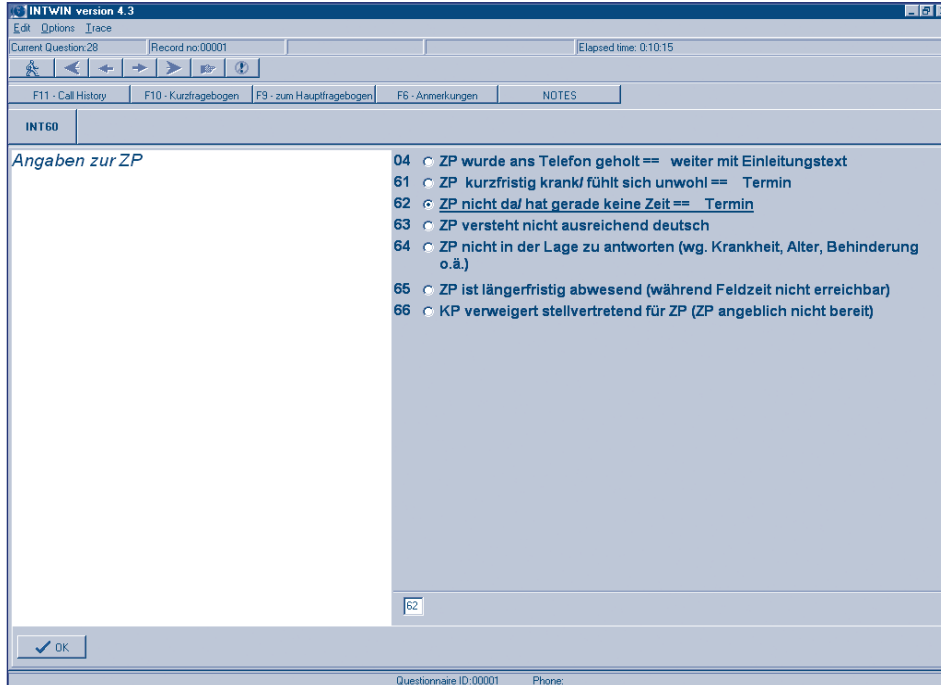 INTWIN version 4.3
Edit Options Trace
Current Question:28 Record no:00001 Elapsed time: 0:10:15
F11 - Call History F10 - Kurzfragebogen F9 - zum Hauptfragebogen F6 - Anmerkungen NOTES
INT60
Angaben zur ZP
04 ZP wurde ans Telefon geholt == weiter mit Einleitungstext
61 ZP kurzfristig krank/ fühlt sich unwohl == Termin
62 ZP nicht da/ hat gerade keine Zeit == Termin
63 ZP versteht nicht ausreichend deutsch
64 ZP nicht in der Lage zu antworten (wg. Krankheit, Alter, Behinderung
o.ä.)
65 ZP ist längerfristig abwesend (während Feldzeit nicht erreichbar)
66 KP verweigert stellvertretend für ZP (ZP angeblich nicht bereit)
62
OK
Questionnaire ID:00001 Phone: